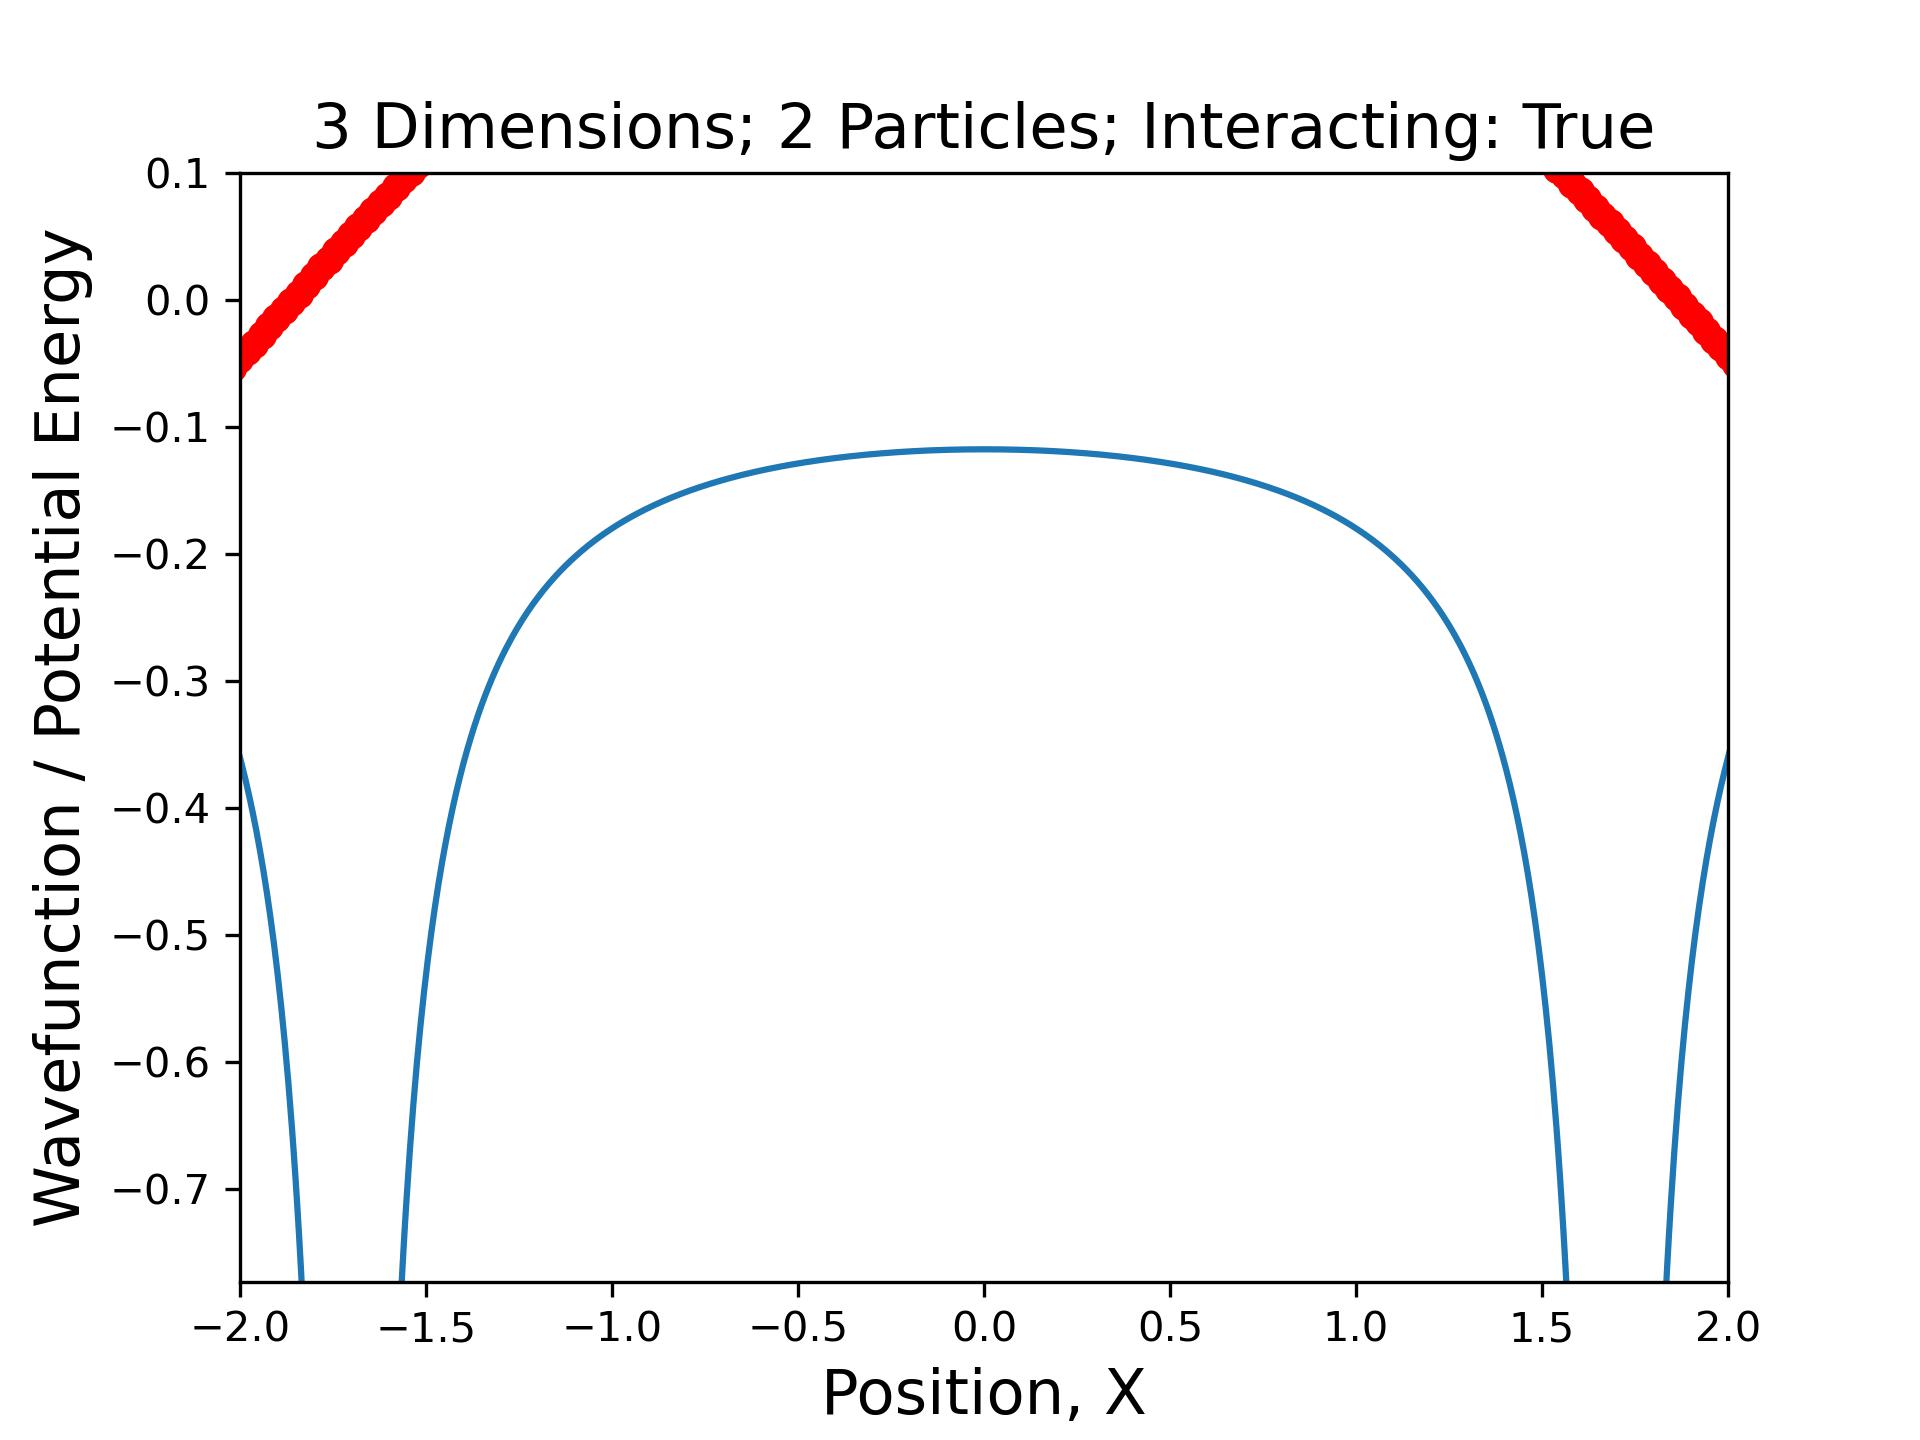 3 Dimensions; 2 Particles; Interacting: True
Wavefunction / Potential Energy
0.1
0.0
−0.1
−0.2
−0.3
−0.4
−0.5
−0.6
−0.7
−2.0 −1.5 −1.0 −0.5 0.0 0.5 1.0 1.5 2.0
Position, X